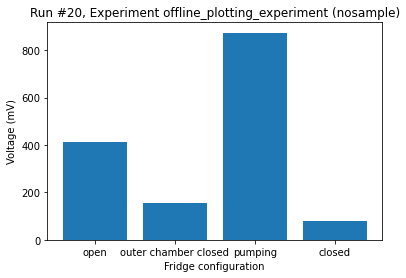 Run #20, Experiment offline_plotting_experiment (nosample)
800
600
400
200
0
Voltage (mV)
open outer chamber closed pumping closed
Fridge configuration